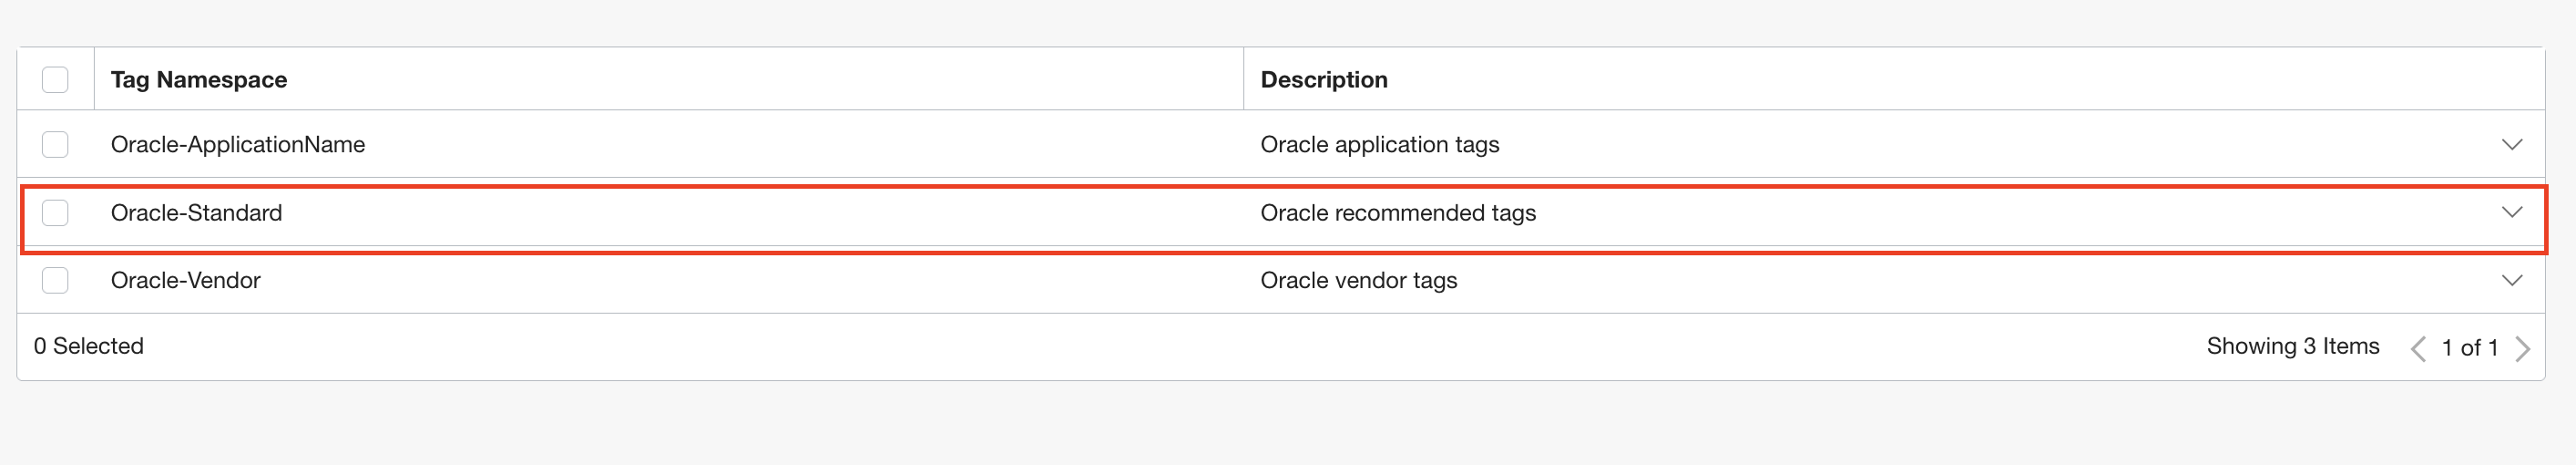 Tag Namespace Description
Oracle-ApplicationName Oracle application tags
Oracle-Standard Oracle recommended tags
Oracle-Vendor Oracle vendor tags
0 Selected Showing 3 Items 1 of 1